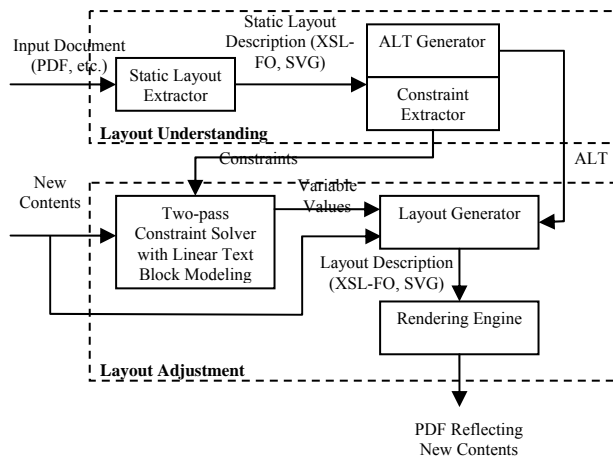 Input Document
(PDF, etc.)
Static Layout
Extractor
Static Layout
Description (XSL-
FO, SVG)
ALT Generator
Constraint
Extractor
Layout Understanding
Constraints
ALT
New
Contents
Two-pass
Constraint Solver
with Linear Text
Block Modeling
Variable
Values
Layout Generator
Layout Description
(XSL-FO, SVG)
Rendering Engine
Layout Adjustment
PDF Reflecting
New Contents